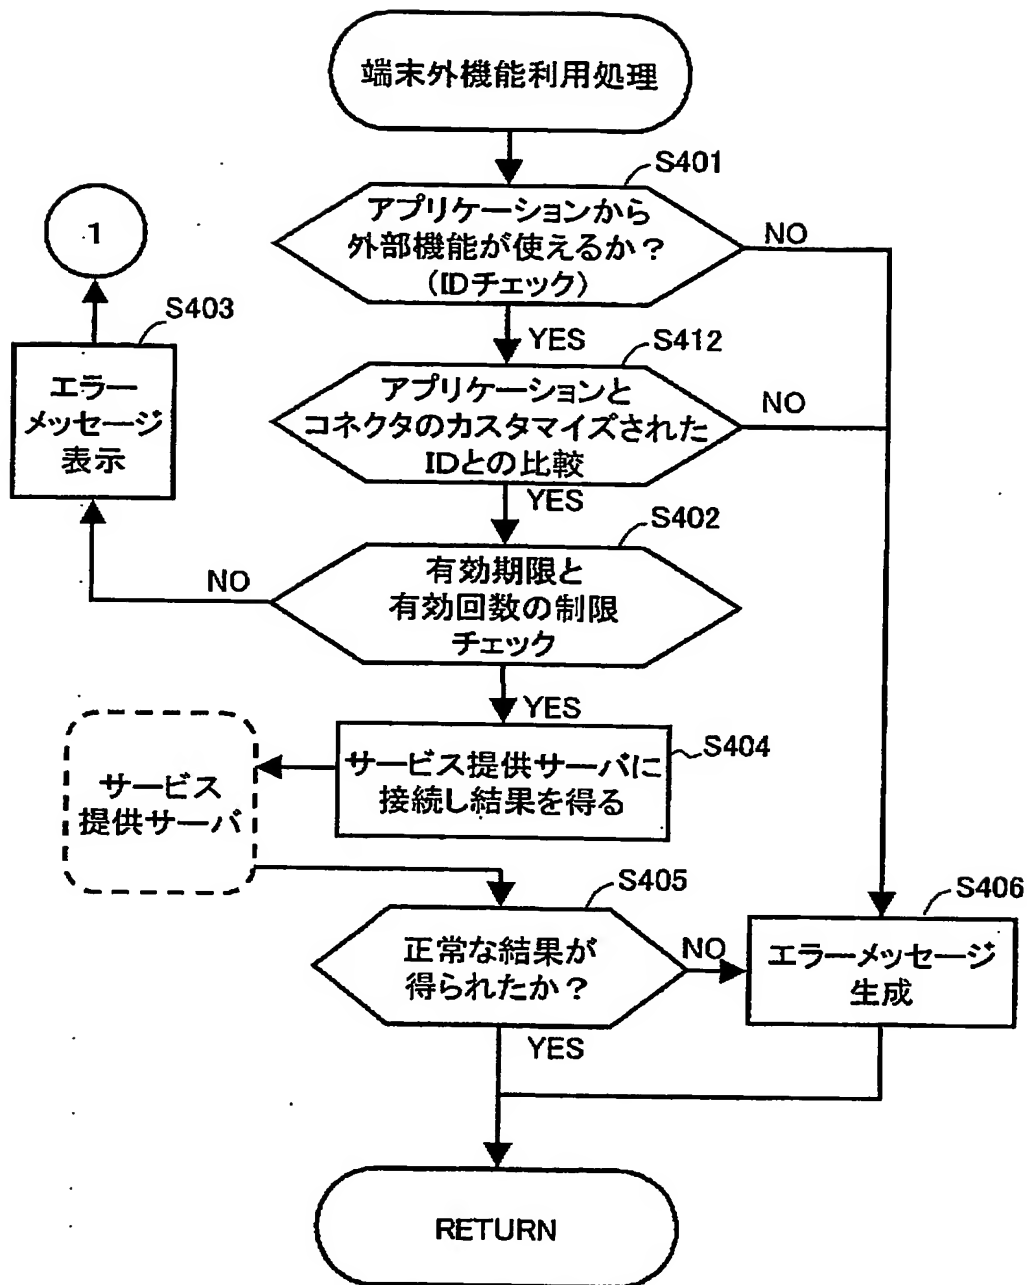 端末外機能利用処理
S401
アプリケーションから
外部機能が使えるか？
（IDチェック）
NO
1
YES
S403
エラー
メッセージ
表示
S412
アプリケーションと
コネクタのカスタマイズされた
IDとの比較
NO
YES
S402
有効期限と
有効回数の制限
チェック
NO
YES
S404
サービス提供サーバに
接続し結果を得る
サービス
提供サーバ
S405
正常な結果が
得られたか？
NO
YES
S406
エラーメッセージ
生成
RETURN